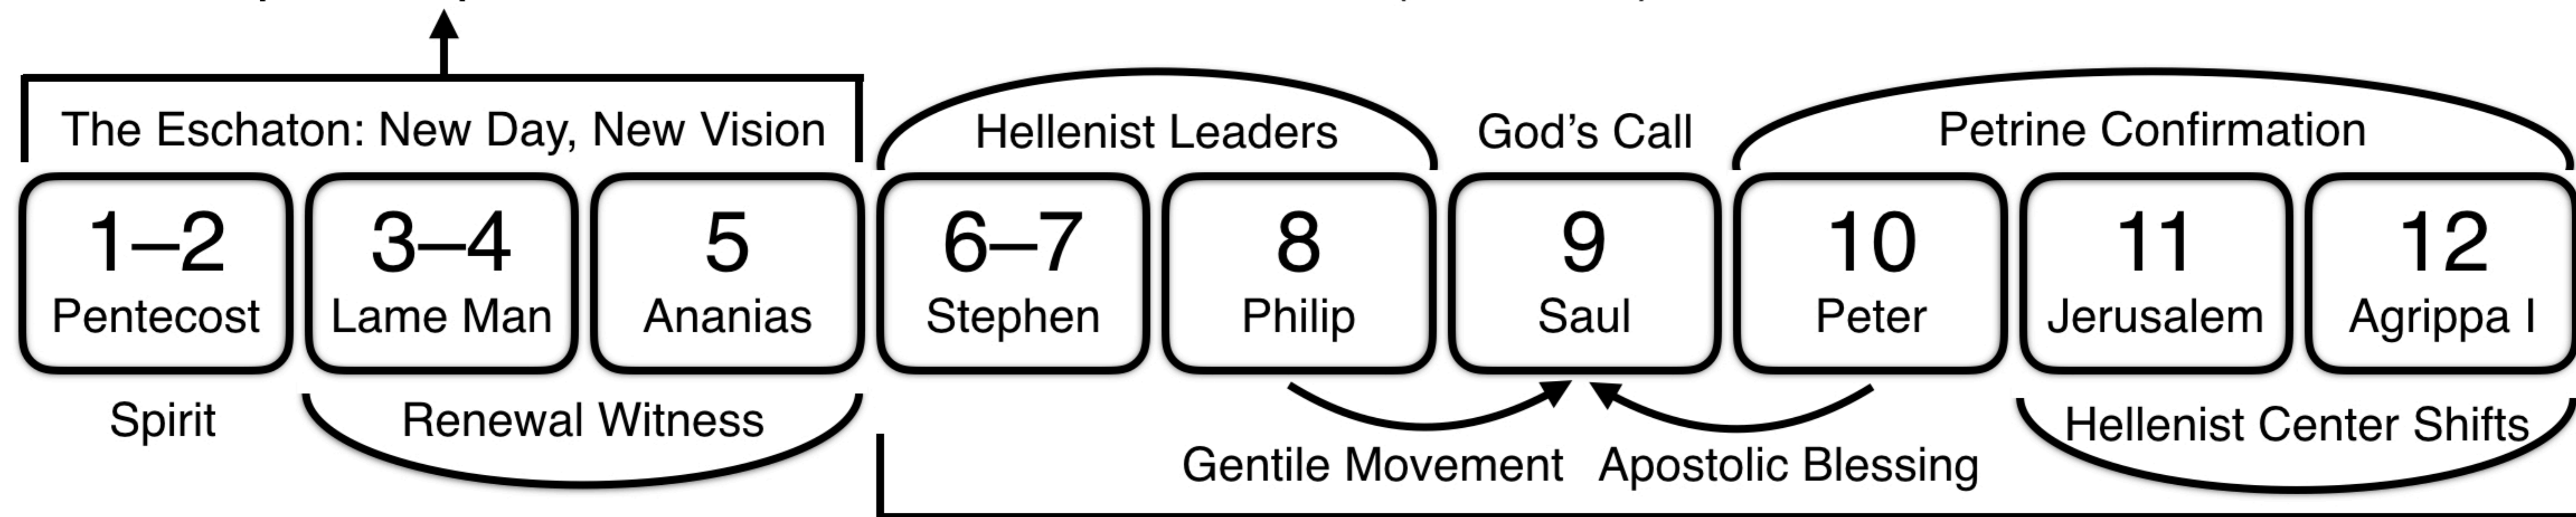 The Eschaton: New Day, New Vision
Hellenist Leaders
God's Call
Petrine Confirmation
1–2
Pentecost
3–4
Lame Man
5
Ananias
6–7
Stephen
8
Philip
9
Saul
10
Peter
11
Jerusalem
12
Agrippa I
Spirit
Renewal Witness
Gentile Movement
Apostolic Blessing
Hellenist Center Shifts